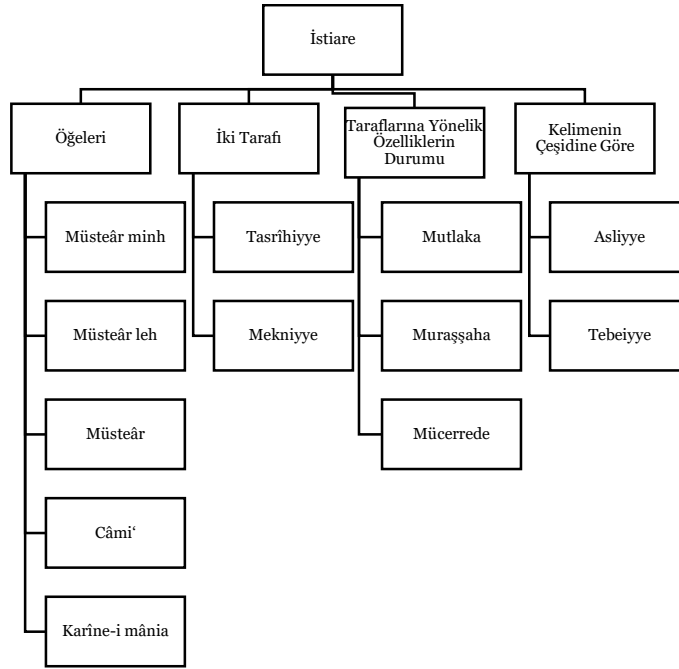 İstiare
Öğeleri
Müsteâr minh
Müsteâr leh
Müsteâr
Câmi‘
Karîne-i mânia
İki Tarafı
Tasrîhiyye
Mekniyye
Taraflarına Yönelik
Özelliklerin
Durumu
Mutlaka
Muraşşaha
Mücerrede
Kelimenin
Çeşidine Göre
Asliyye
Tebeiyye